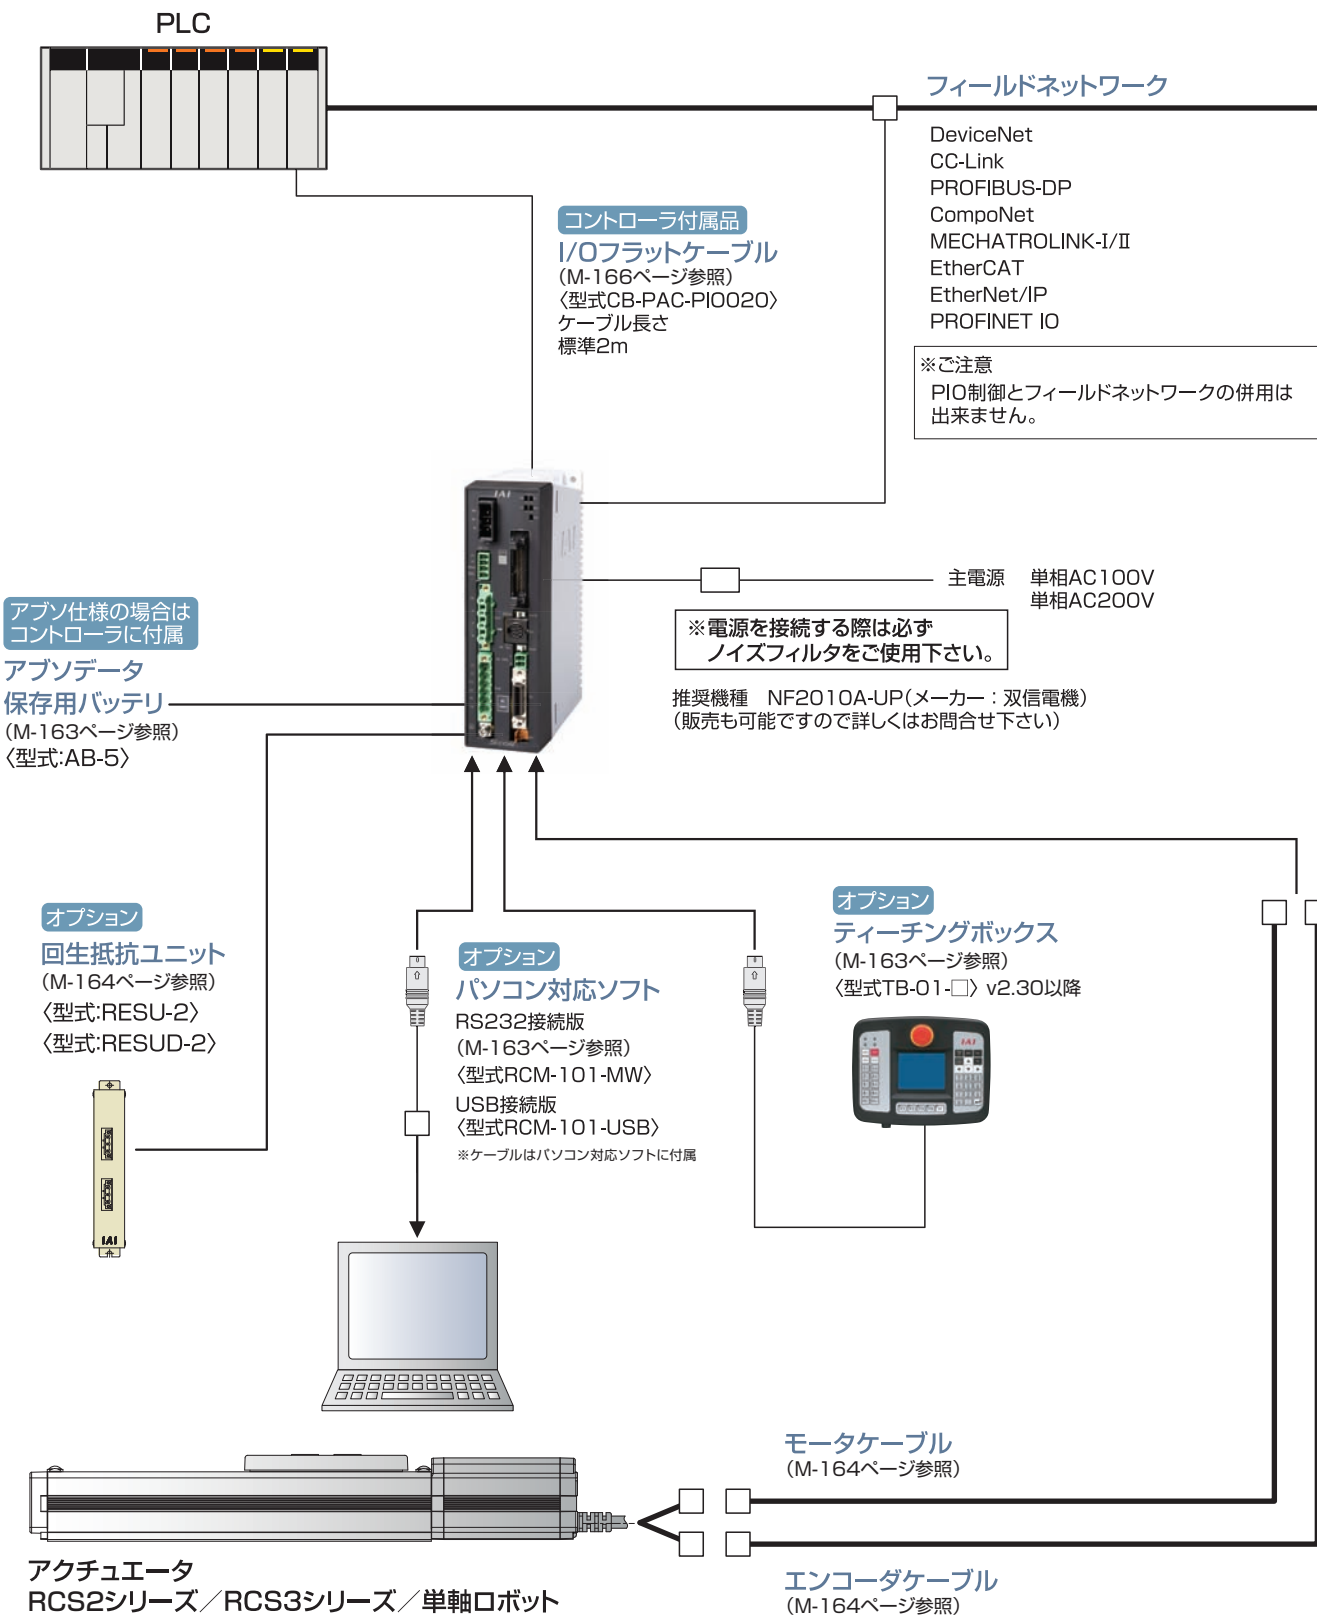 PLC
フィールドネットワーク
DeviceNet
CC-Link
PROFIBUS-DP
CompoNet
MECHATROLINK-I/II
EtherCAT
EtherNet/IP
PROFINET IO
※ご注意
PIO制御とフィールドネットワークの併用は
出来ません。
コントローラ付属品
I/Oフラットケーブル
(M-166ページ参照)
〈型式CB-PAC-PIO020〉
ケーブル長さ
標準2m
IAI
主電源 単相AC100V
単相AC200V
※電源を接続する際は必ず
ノイズフィルタをご使用下さい。
推奨機種 NF2010A-UP(メーカー：双信電機)
(販売も可能ですので詳しくはお問合せ下さい)
アブソ仕様の場合は
コントローラに付属
アブソデータ
保存用バッテリ
(M-163ページ参照)
〈型式:AB-5〉
オプション
回生抵抗ユニット
(M-164ページ参照)
〈型式:RESU-2〉
〈型式:RESUD-2〉
IAI
オプション
パソコン対応ソフト
RS232接続版
(M-163ページ参照)
〈型式RCM-101-MW〉
USB接続版
〈型式RCM-101-USB〉
※ケーブルはパソコン対応ソフトに付属
オプション
ティーチングボックス
(M-163ページ参照)
〈型式TB-01-□〉 v2.30以降
IAI
モータケーブル
(M-164ページ参照)
エンコーダケーブル
(M-164ページ参照)
アクチュエータ
RCS2シリーズ／RCS3シリーズ／単軸ロボット